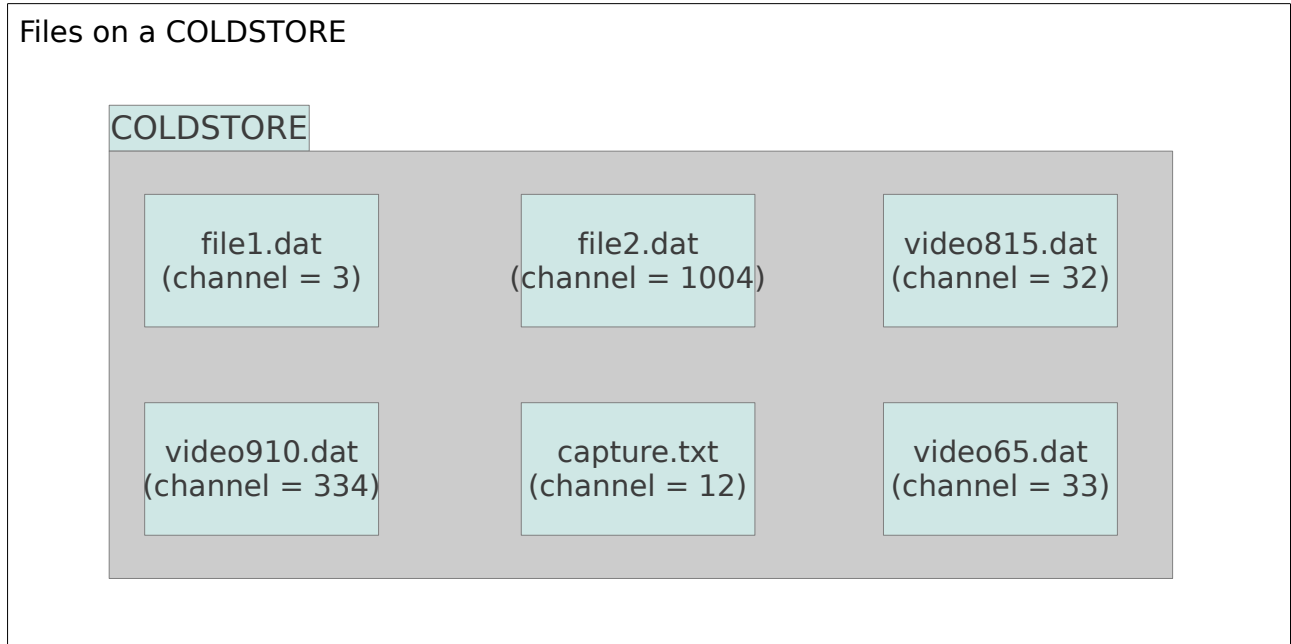 Files on a COLDSTORE
COLDSTORE
file1.dat
(channel = 3)
file2.dat
(channel = 1004)
video815.dat
(channel = 32)
video910.dat
(channel = 334)
capture.txt
(channel = 12)
video65.dat
(channel = 33)